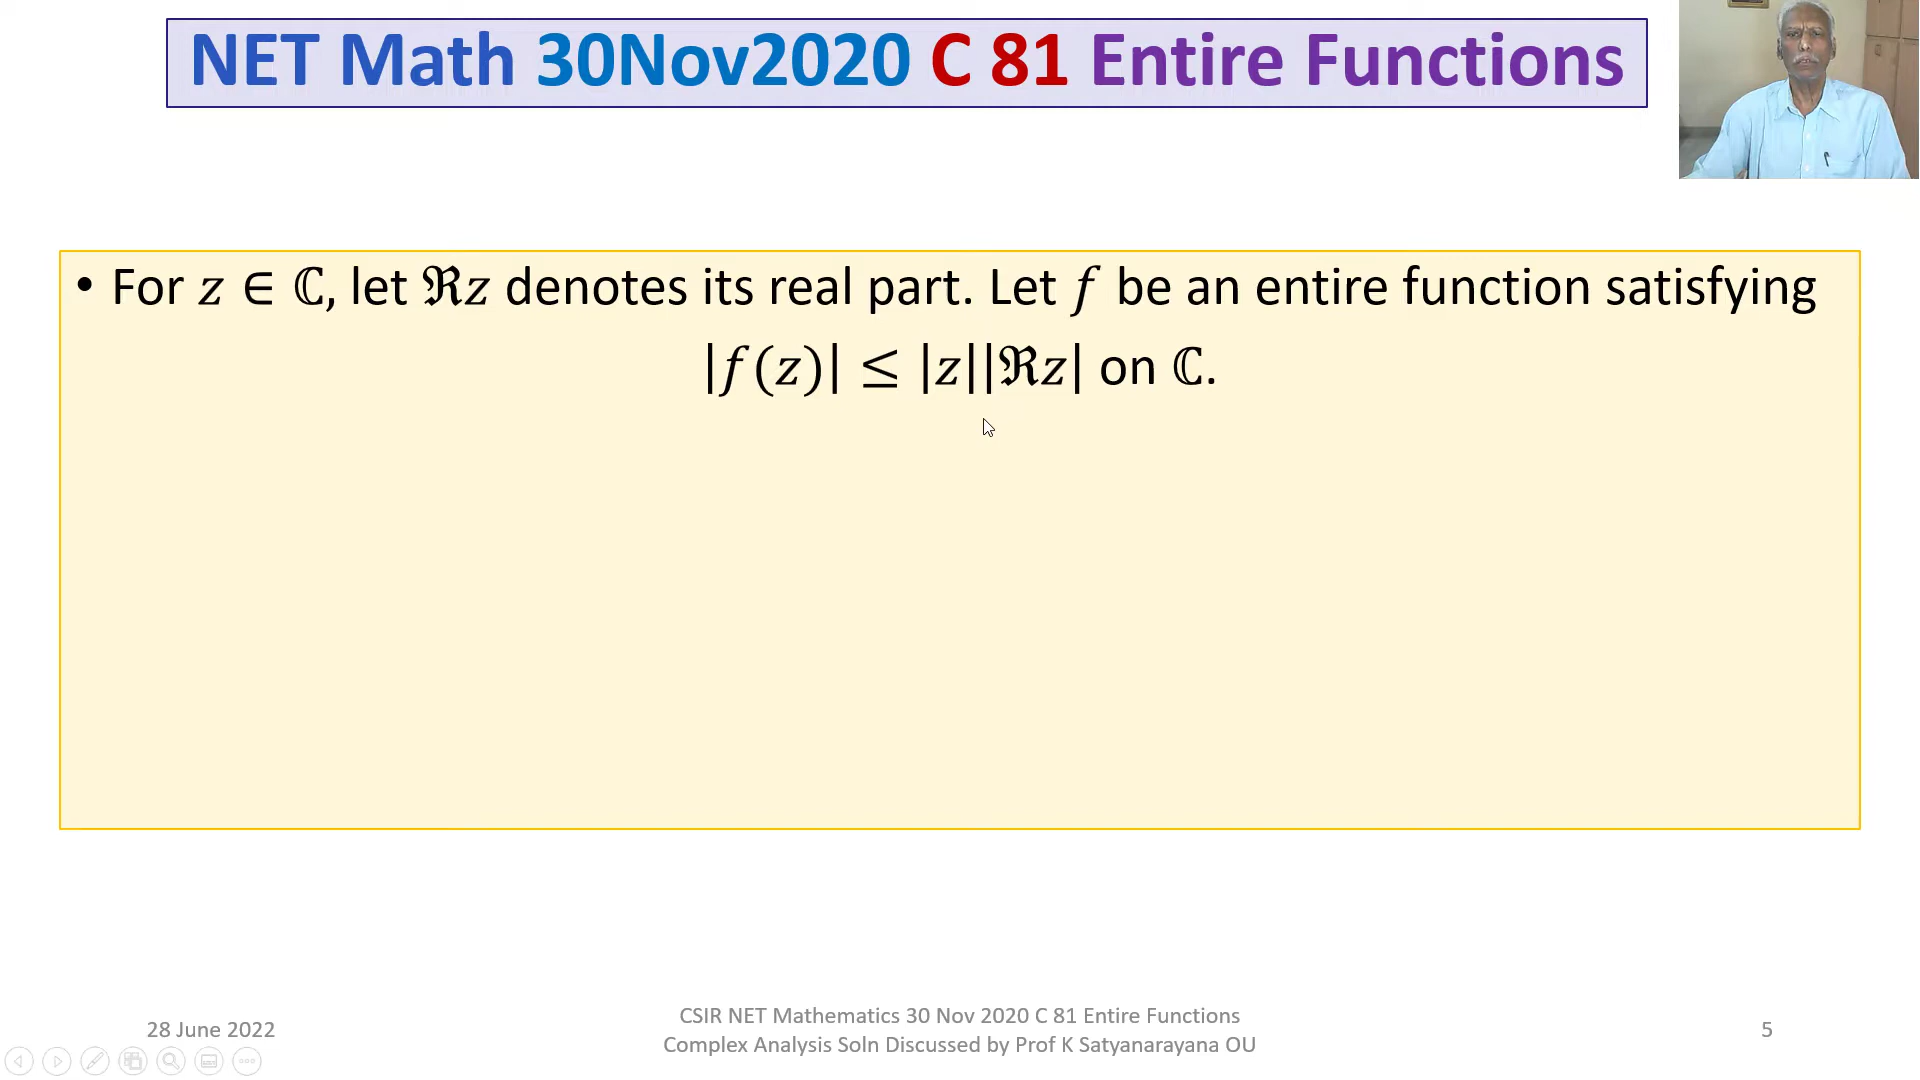 NET Math 30Nov2020 C 81 Entire Functions
• For 𝑧 ∈ ℂ, let ℜ𝑧 denotes its real part. Let 𝑓 be an entire function satisfying
|𝑓(𝑧)| ≤ |𝑧||ℜ𝑧| on ℂ.
28 June 2022
CSIR NET Mathematics 30 Nov 2020 C 81 Entire Functions
Complex Analysis Soln Discussed by Prof K Satyanarayana OU
5